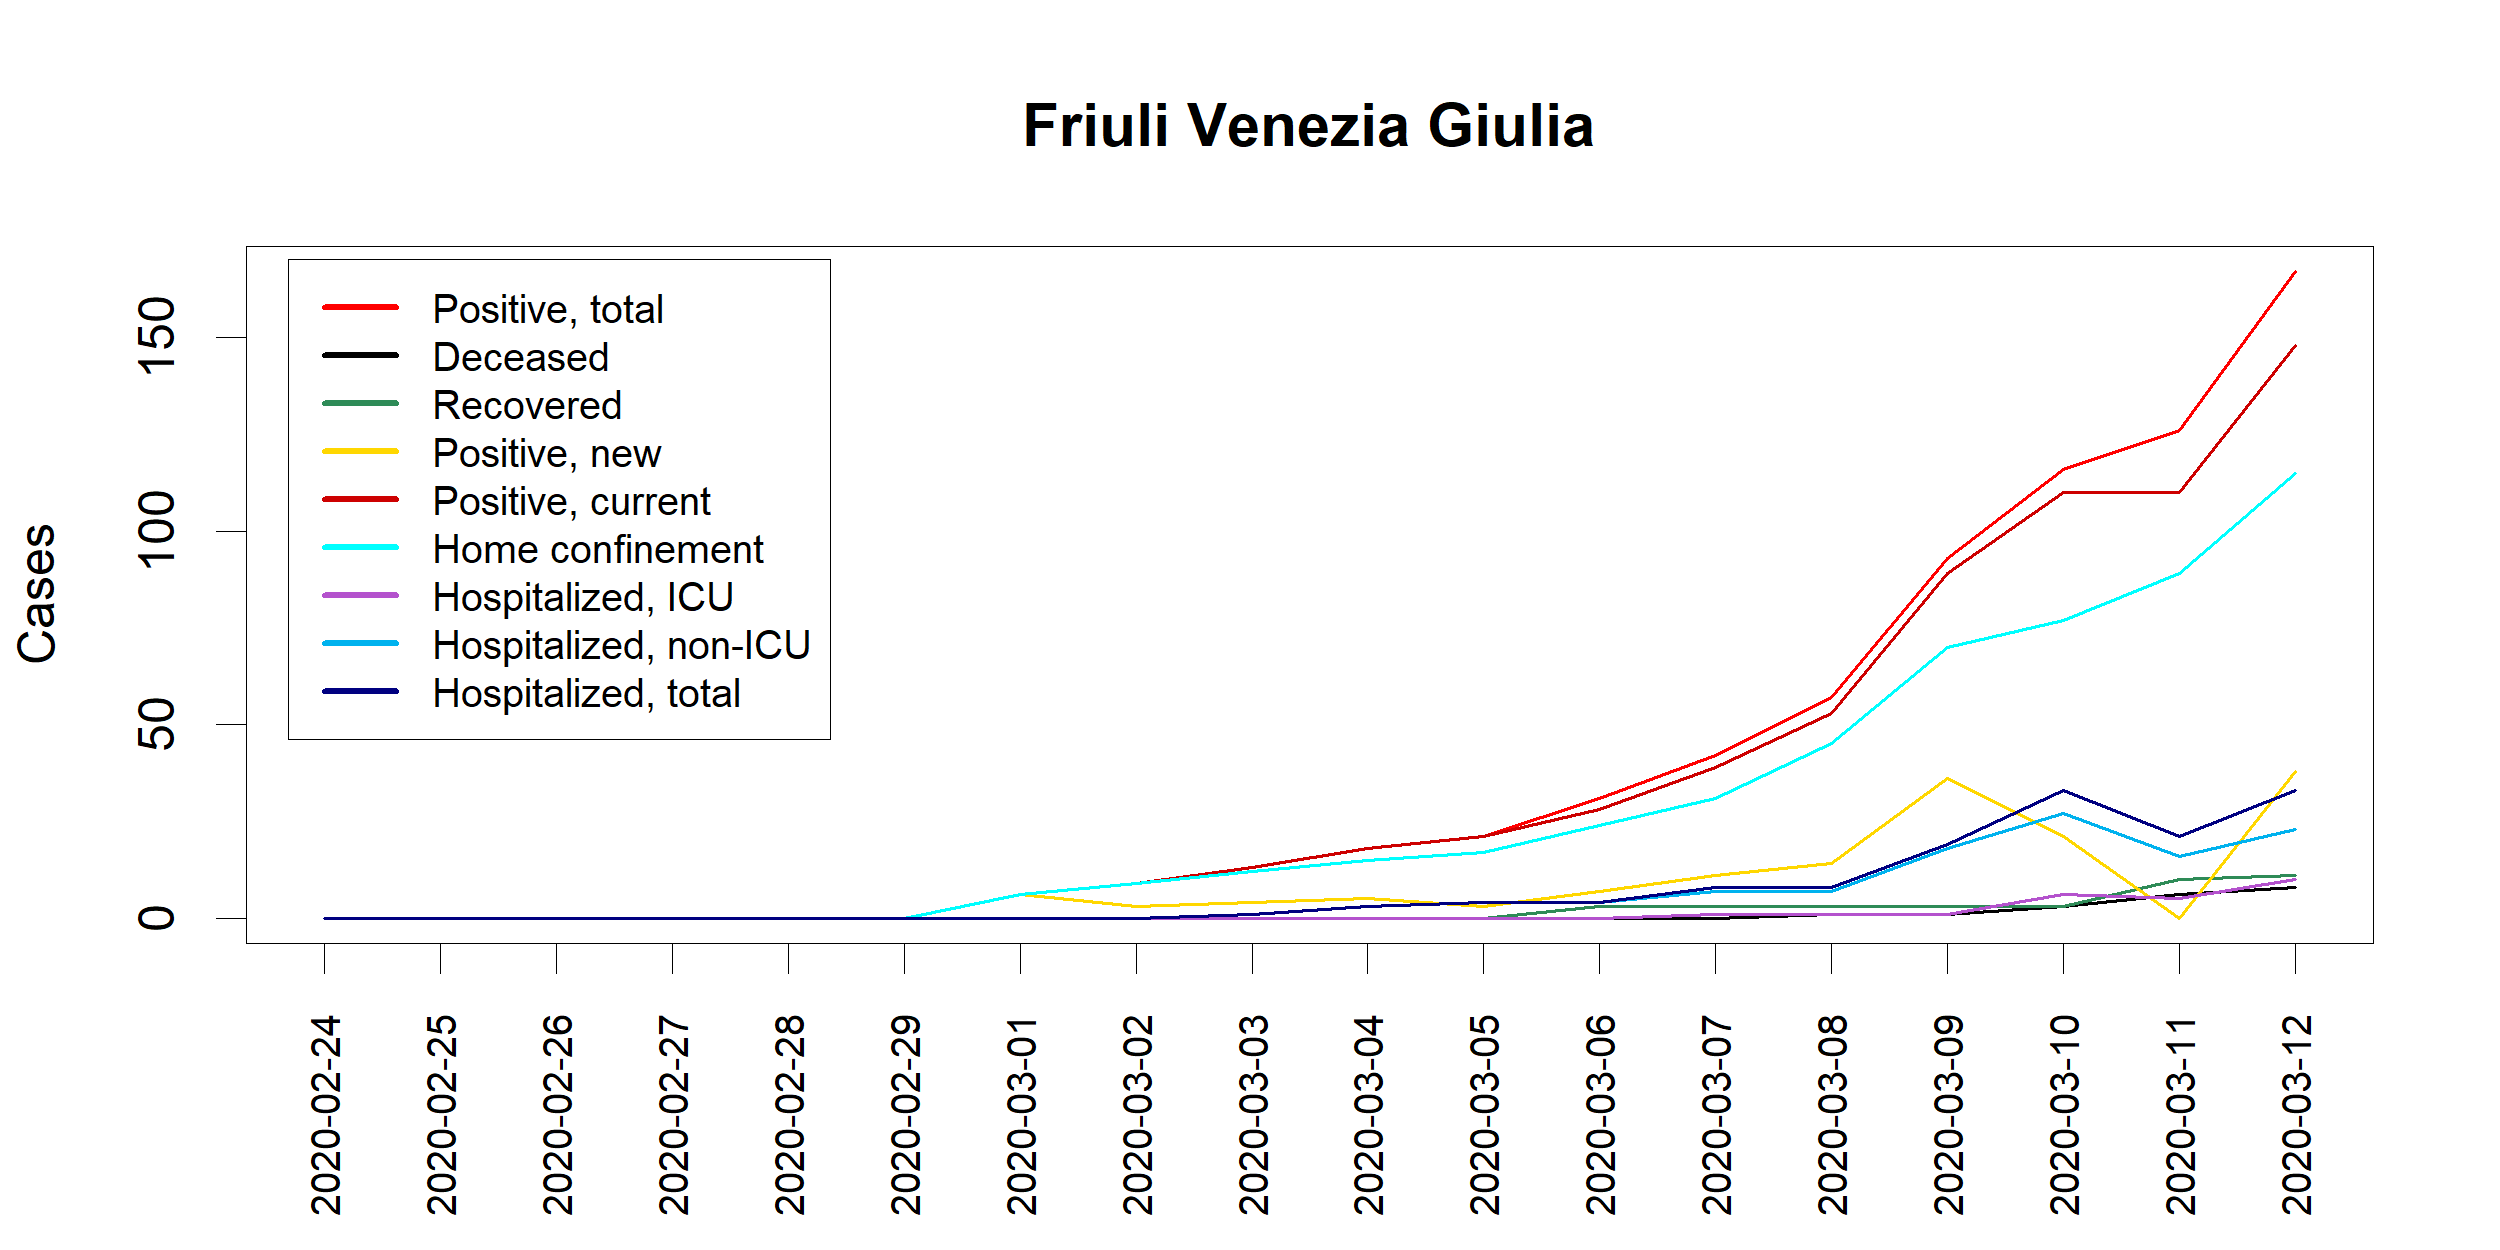 Friuli Venezia Giulia
Cases
150
100
50
0
Positive, total
Deceased
Recovered
Positive, new
Positive, current
Home confinement
Hospitalized, ICU
Hospitalized, non-ICU
Hospitalized, total
2020-02-24
2020-02-25
2020-02-26
2020-02-27
2020-02-28
2020-02-29
2020-03-01
2020-03-02
2020-03-03
2020-03-04
2020-03-05
2020-03-06
2020-03-07
2020-03-08
2020-03-09
2020-03-10
2020-03-11
2020-03-12